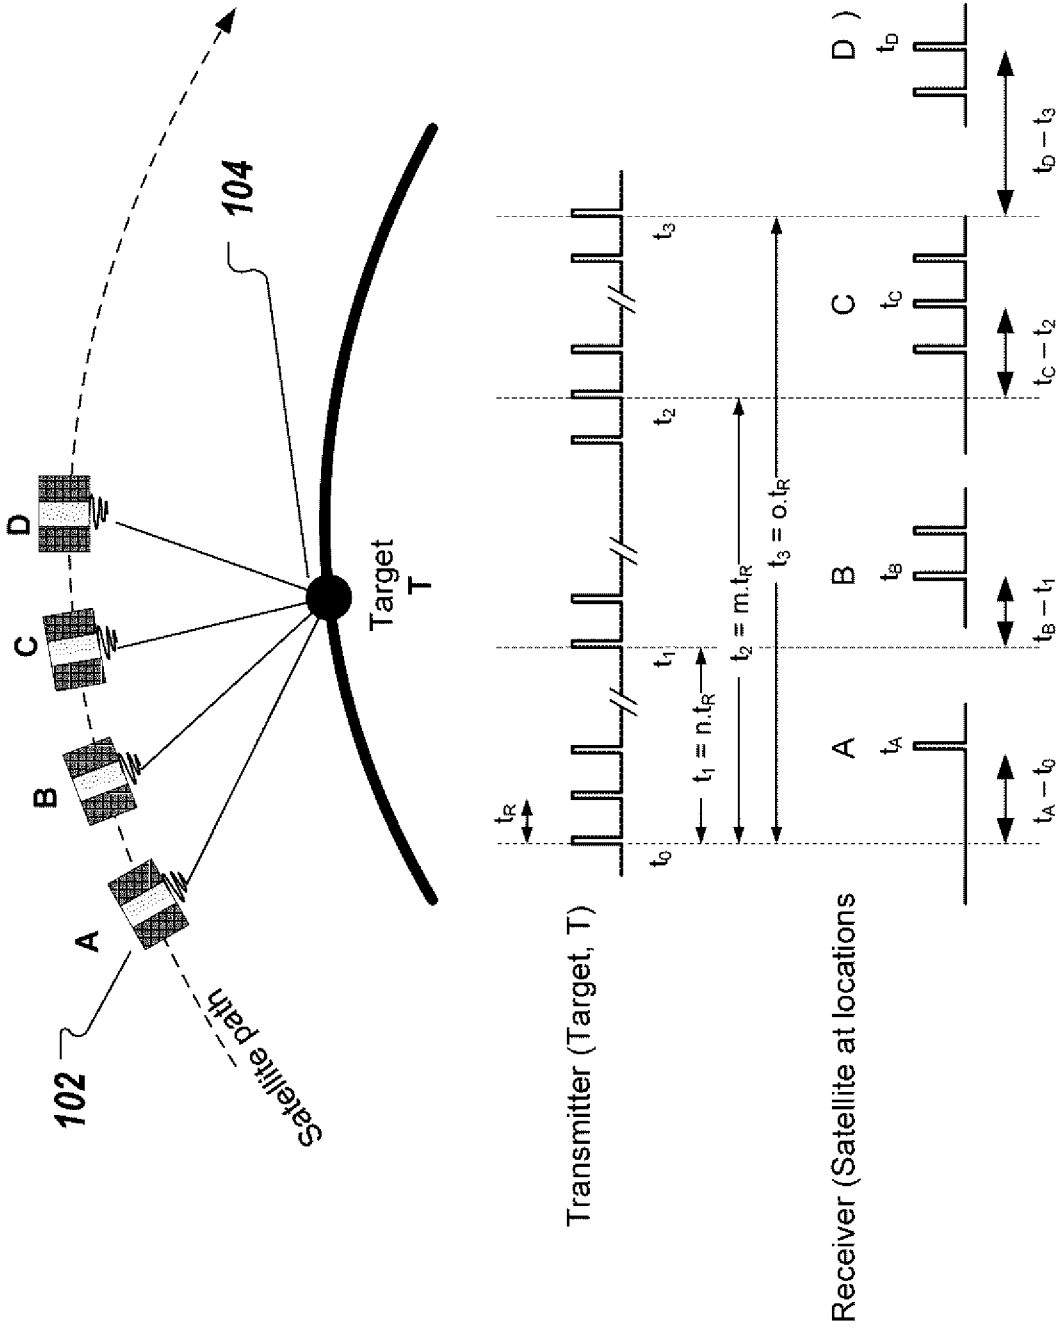 D
C
B
A
102
104
Satellite path
Target
T
Transmitter (Target, T)
tR
t0
t1
t2
t3
t1 = n.tR
t2 = m.tR
t3 = o.tR
Receiver (Satellite at locations A B C D )
tA
tB
tC
tD
tA – t0
tB – t1
tC – t2
tD – t3